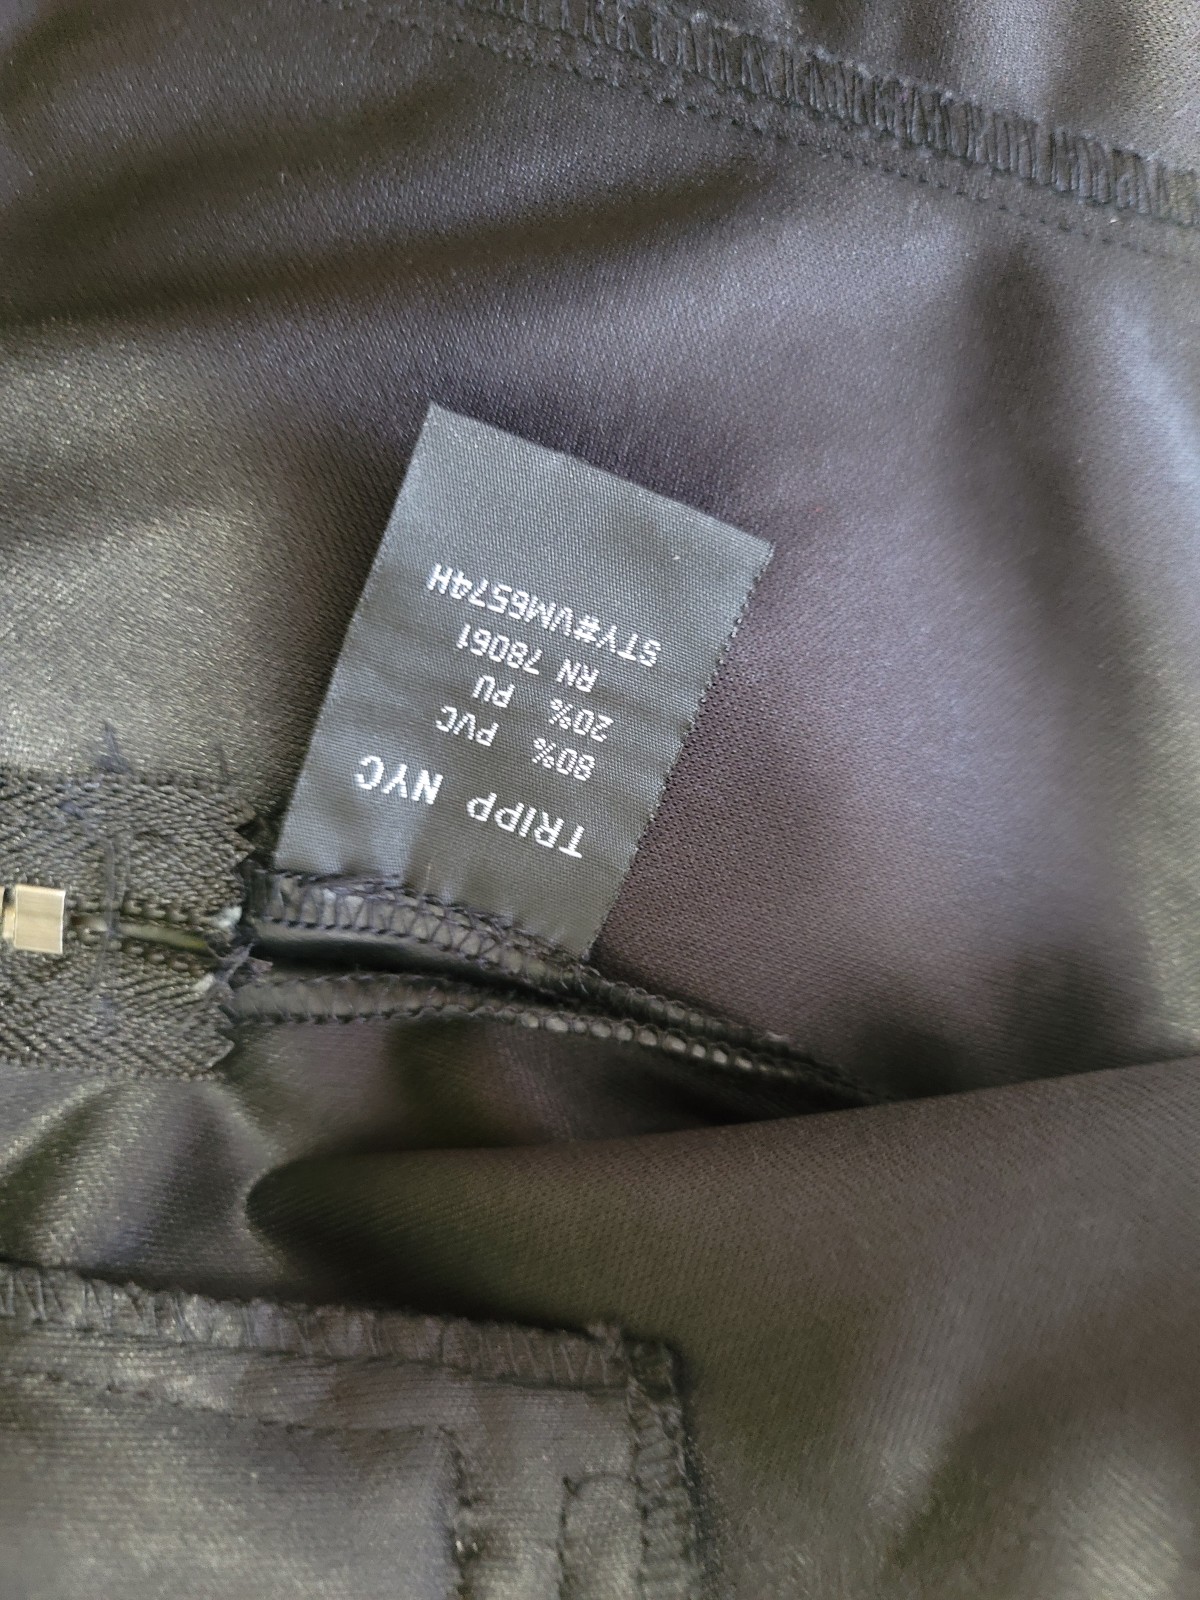 TRIPP NYC
80% PVC
20% PU
RN 78061
STY#VM6574H